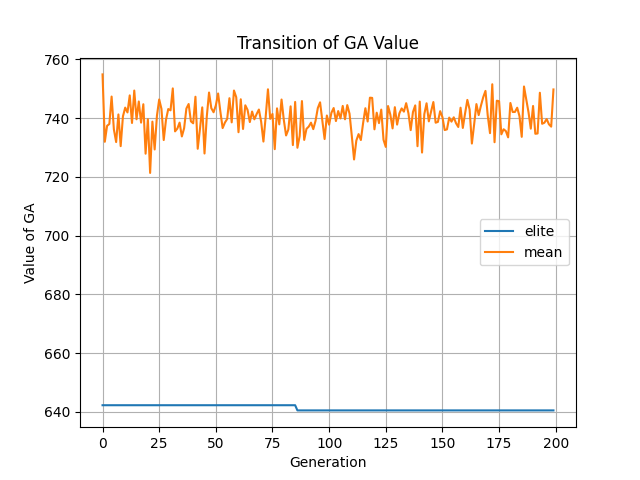 Transition of GA Value
760
740
720
700
680
660
640
Value of GA
elite
mean
0 25 50 75 100 125 150 175 200
Generation